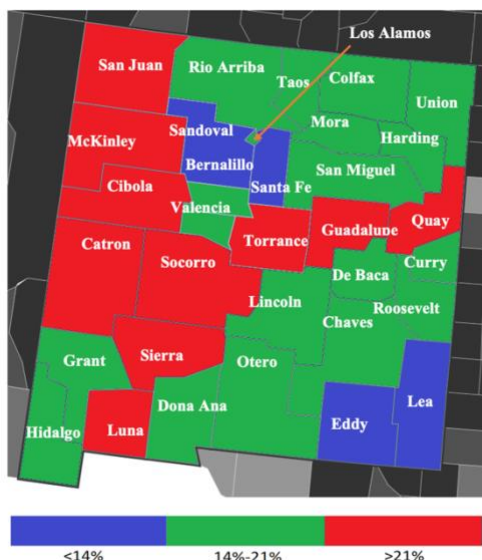 Los Alamos
San Juan
Rio Arriba
Taos
Colfax
Union
Mora
Harding
Sandoval
McKinley
Bernalillo
San Miguel
Cibola
Santa Fe
Valencia
Quay
Guadalupe
Torrance
Catron
Socorro
Curry
De Baca
Lincoln
Roosevelt
Chaves
Sierra
Grant
Otero
Dona Ana
Lea
Eddy
Hidalgo
Luna
<14%
14%-21%
>21%